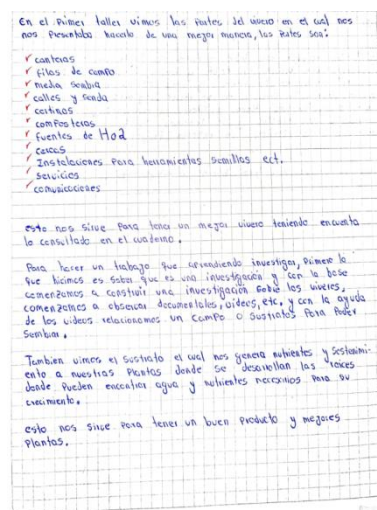 En el Primer taller vimos las Partes del vivero en el cual nos
nos Presentaba hacerlo de una mejor manera, las Partes son:
canteros
filas de campo
media sombra
calles y senda
cortinas
composteros
fuentes de Ho2
cercas
Instalaciones Para herramientas semillas ect.
Servicios
comunicaciones
esto nos sirve Para tener un mejor vivero teniendo encuenta
lo consultado en el cuaderno.
Para hacer un trabajo que aprendiendo investigar, Primero lo
que hicimos es saber que es una investigación y con la base
comenzamos a construir una investigación sobre los viveres,
comenzamos a observar documentales, videos, etc, y con la ayuda
de los videos relacionamos un campo o sustratos Para Poder
sembrar.
Tambien vimos el sustrato el cual nos genera nutrientes y sostenimi-
ento a nuestras Plantas donde se desarrollan las raices
donde Pueden encontrar agua y nutrientes necesarios Para su
crecimiento.
esto nos sirve Para tener un buen Producto y mejores
Plantas.